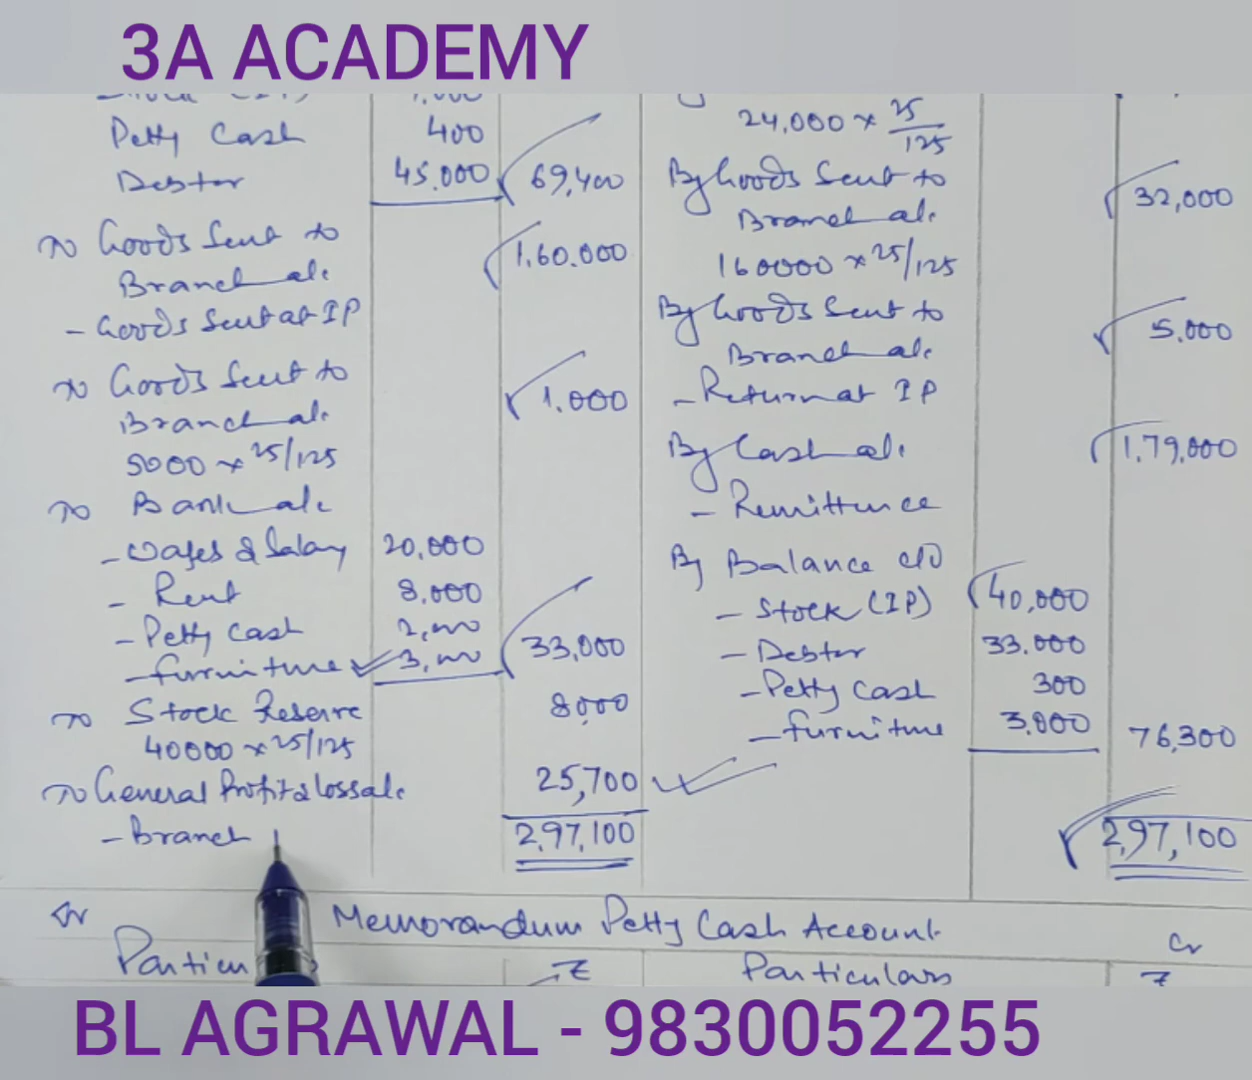 3A ACADEMY
Petty Cash 400
Debtor 45.000 69,400
To Goods Sent to
Branch a/c 1,60.000
- Goods Sent at IP
To Goods Sent to
Branch a/c 1.000
5000 × 25/125
To Bank a/c
- Wages & Salary 20,000
- Rent 8,000
- Petty cash 2,000
- furniture 3,000 33,000
To Stock Reserve 8000
40000 × 25/125
To General Profit & Loss a/c 25,700
- Branch 2,97,100
24,000 × 25/125
By Goods Sent to
Branch a/c 32,000
160000 × 25/125
By Goods Sent to
Branch a/c 5.000
- Return at IP
By Cash a/c 1,79,000
- Remittance
By Balance c/d
- Stock (IP) 40,000
- Debtor 33.000
- Petty Cash 300
- furniture 3,000 76,300
2,97,100
Dr Memorandum Petty Cash Account Cr
Particu ₹ Particulars ₹
BL AGRAWAL - 9830052255